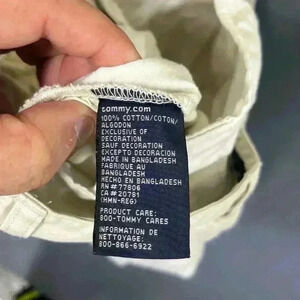 tommy.com
100% COTTON/COTON/
ALGODON
EXCLUSIVE OF
DECORATION
SAUF DECORATION
EXCEPTO DECORACION
MADE IN BANGLADESH
FABRIQUE AU
BANGLADESH
HECHO EN BANGLADESH
RN # 77806
CA # 20781
(HMN-REG)
PRODUCT CARE:
800-TOMMY CARES
INFORMATION DE
NETTOYAGE:
800-866-6922